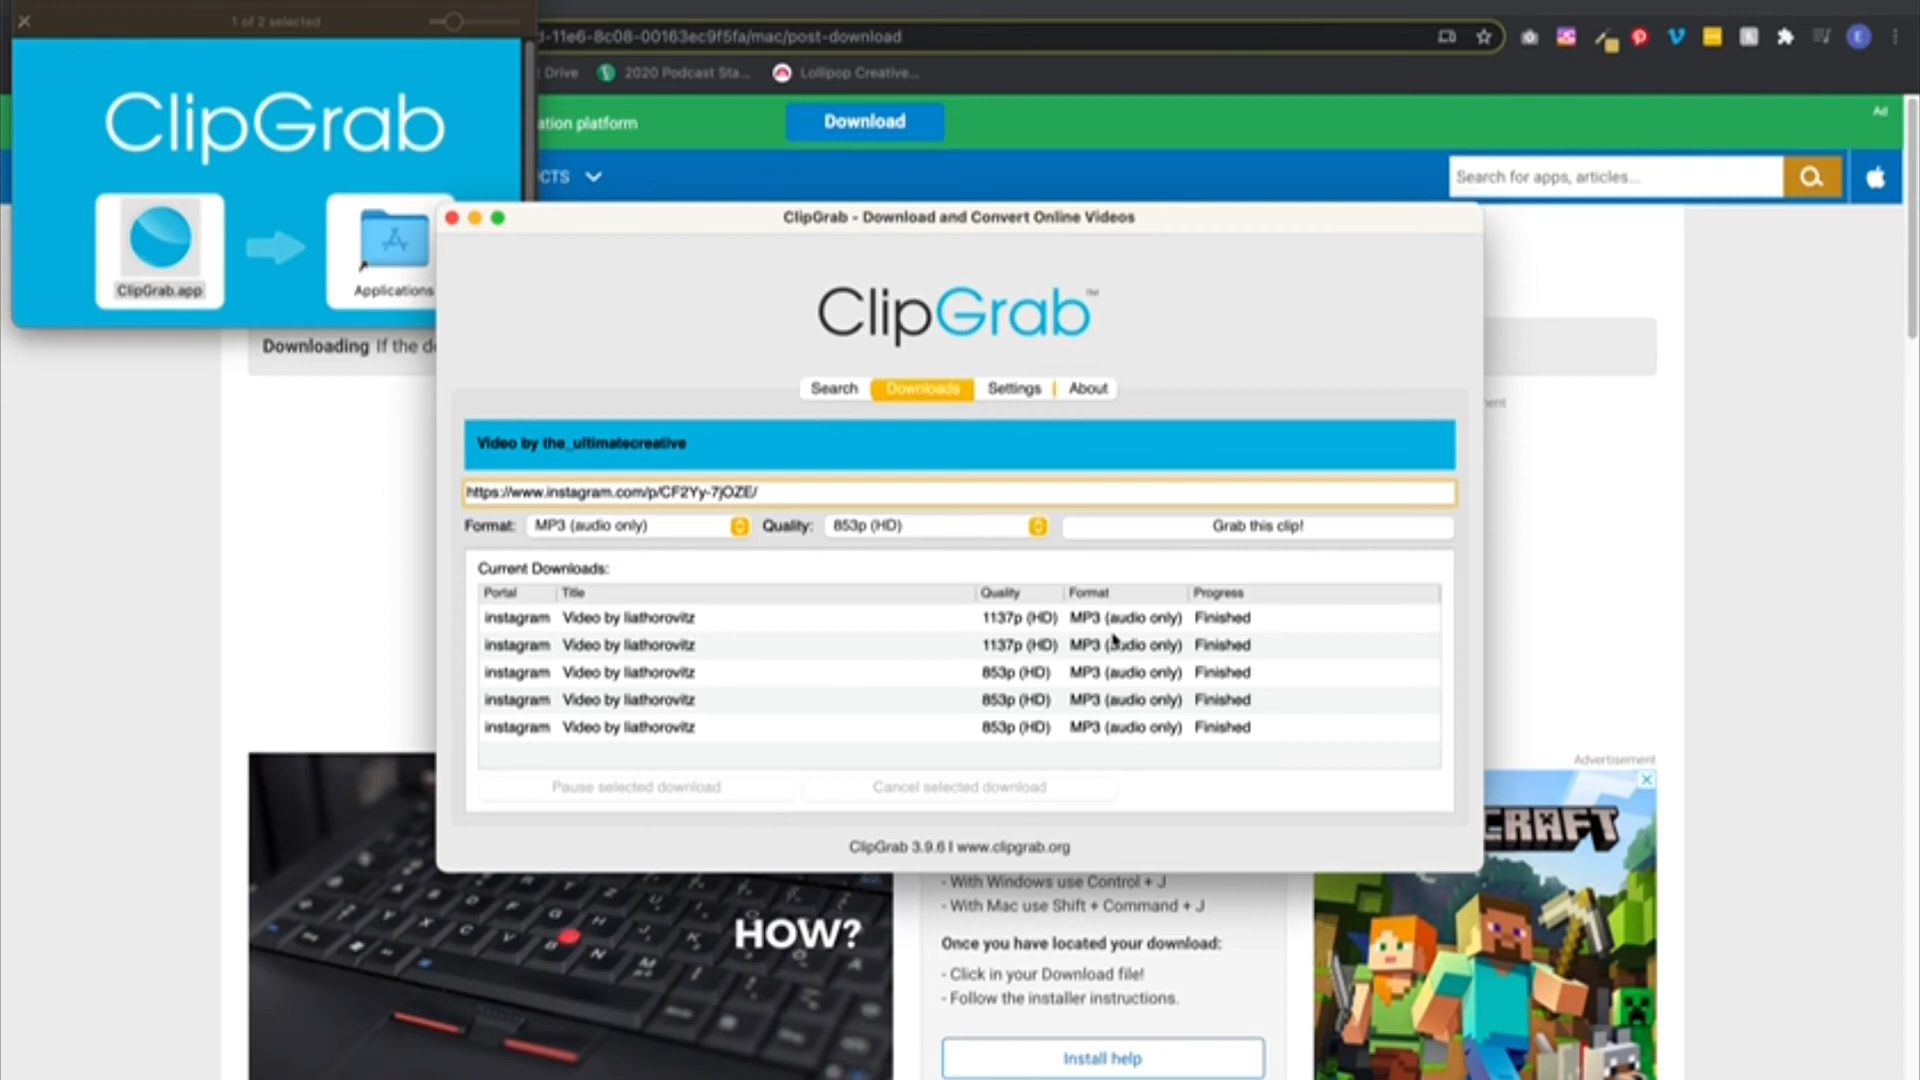 1 of 2 selected
d-11e6-8c08-00163ec9f5fa/mac/post-download
Drive
2020 Podcast Sta...
Lollipop Creative...
ClipGrab
ation platform
Download
Ad
CTS
Search for apps, articles...
ClipGrab.app
Applications
Downloading If the d
ClipGrab - Download and Convert Online Videos
ClipGrab™
Search
Downloads
Settings
About
Video by the_ultimatecreative
https://www.instagram.com/p/CF2Yy-7jOZE/
Format: MP3 (audio only) Quality: 853p (HD) Grab this clip!
Current Downloads:
Portal Title Quality Format Progress
instagram Video by liathorovitz 1137p (HD) MP3 (audio only) Finished
instagram Video by liathorovitz 1137p (HD) MP3 (audio only) Finished
instagram Video by liathorovitz 853p (HD) MP3 (audio only) Finished
instagram Video by liathorovitz 853p (HD) MP3 (audio only) Finished
instagram Video by liathorovitz 853p (HD) MP3 (audio only) Finished
Pause selected download
Cancel selected download
ClipGrab 3.9.6 | www.clipgrab.org
Advertisement
CRAFT
HOW?
- With Windows use Control + J
- With Mac use Shift + Command + J
Once you have located your download:
- Click in your Download file!
- Follow the installer instructions.
Install help